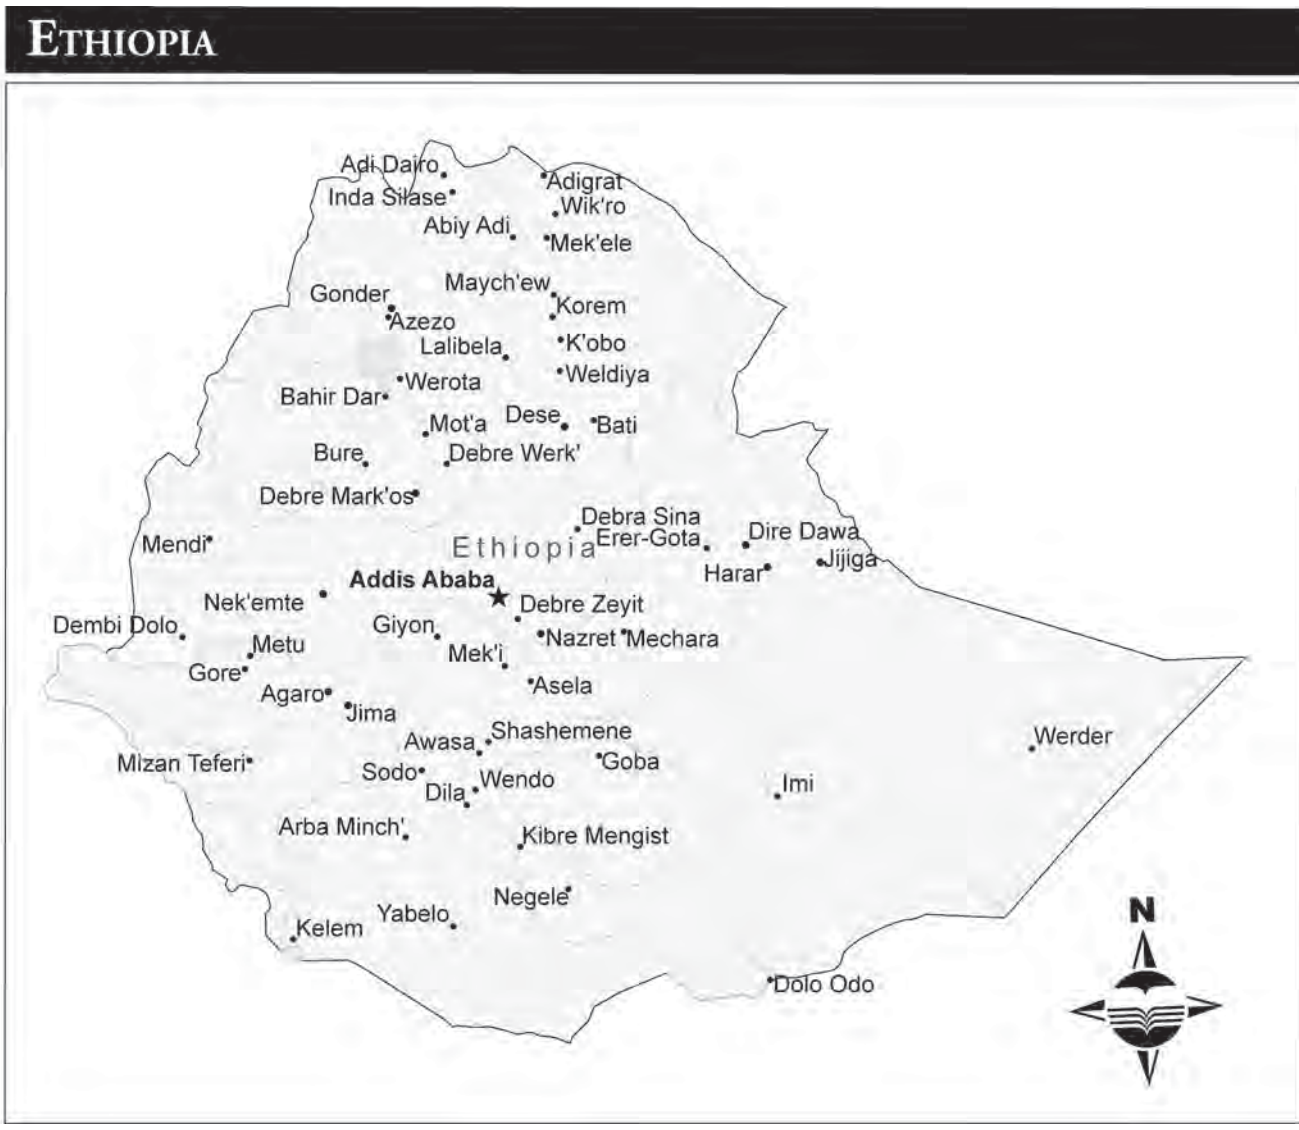 ETHIOPIA
Adi Dairo
Adigrat
Inda Silase
Wik'ro
Abiy Adi
Mek'ele
Maych'ew
Gonder
Korem
Azezo
K'obo
Lalibela
Weldiya
Werota
Bahir Dar
Dese
Mot'a
Bati
Bure
Debre Werk'
Debre Mark'os
Debra Sina
Erer-Gota
Dire Dawa
Mendi
Ethiopia
Jijiga
Harar
Addis Ababa
Nek'emte
Debre Zeyit
Dembi Dolo
Giyon
Nazret
Mechara
Metu
Mek'i
Gore
Asela
Agaro
Jima
Shashemene
Awasa
Werder
Mizan Teferi
Goba
Sodo
Wendo
Imi
Dila
Arba Minch'
Kibre Mengist
Negele
Yabelo
N
Kelem
Dolo Odo